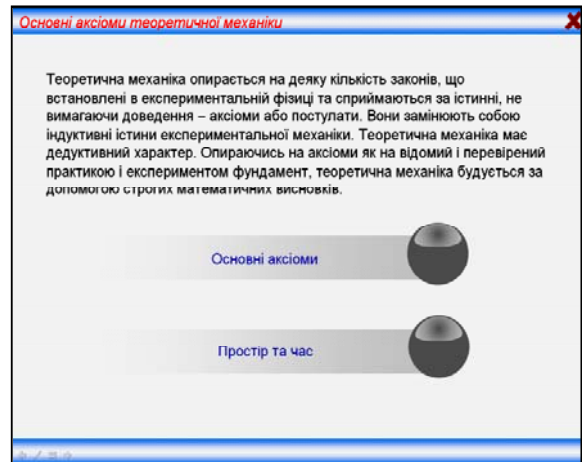 Основні аксіоми теоретичної механіки
Теоретична механіка опирається на деяку кількість законів, що
встановлені в експериментальній фізиці та сприймаються за істинні, не
вимагаючи доведення – аксіоми або постулати. Вони замінюють собою
індуктивні істини експериментальної механіки. Теоретична механіка має
дедуктивний характер. Опираючись на аксіоми як на відомий і перевірений
практикою і експериментом фундамент, теоретична механіка будується за
допомогою строгих математичних висновків.
Основні аксіоми
Простір та час